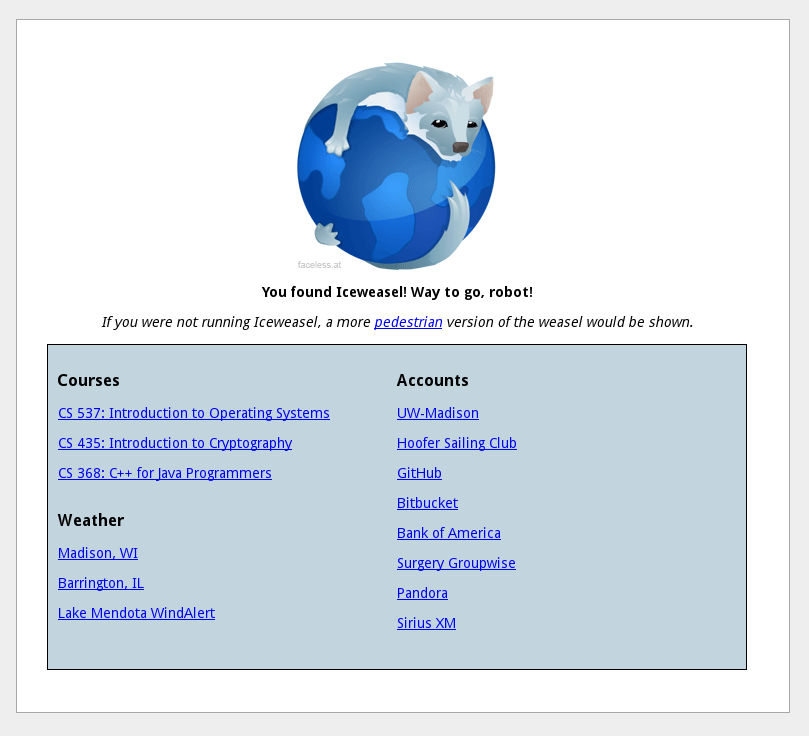 faceless.at
You found Iceweasel! Way to go, robot!
If you were not running Iceweasel, a more pedestrian version of the weasel would be shown.
Courses
CS 537: Introduction to Operating Systems
CS 435: Introduction to Cryptography
CS 368: C++ for Java Programmers
Weather
Madison, WI
Barrington, IL
Lake Mendota WindAlert
Accounts
UW-Madison
Hoofer Sailing Club
GitHub
Bitbucket
Bank of America
Surgery Groupwise
Pandora
Sirius XM